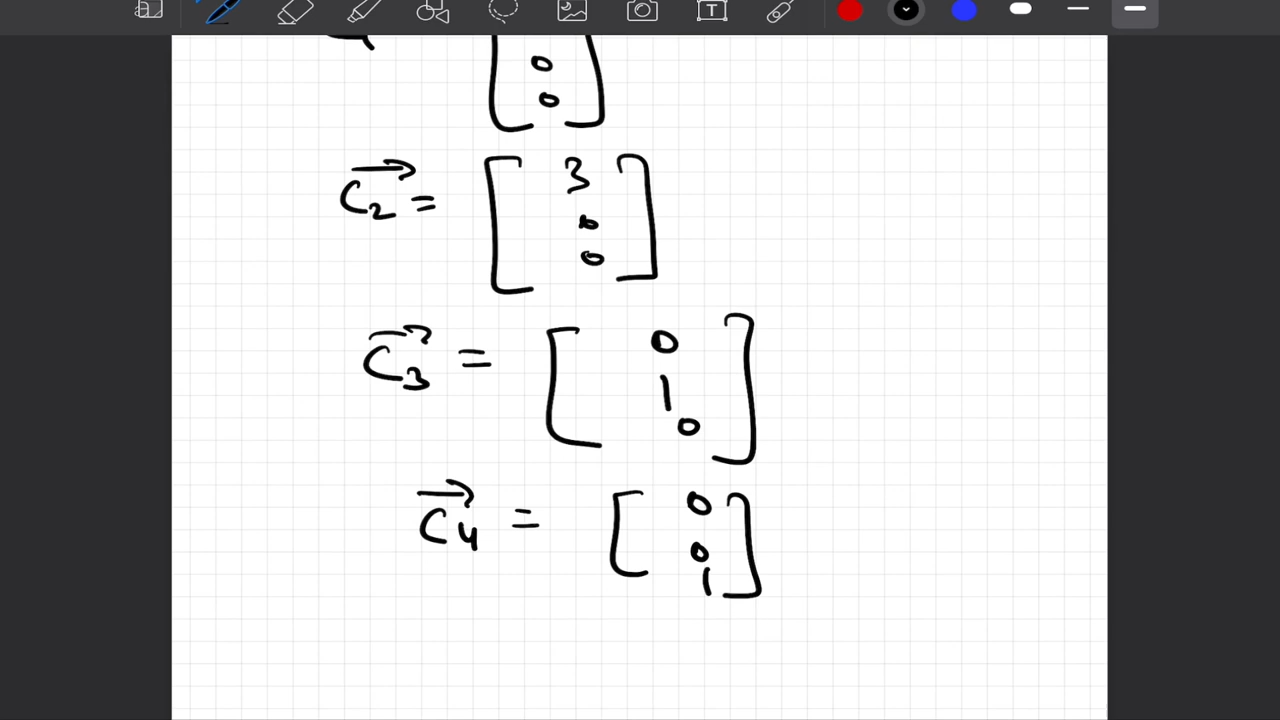 0
0
C₂ = [ 3
0
0 ]
C₃ = [ 0
1
0 ]
C₄ = [ 0
0
1 ]